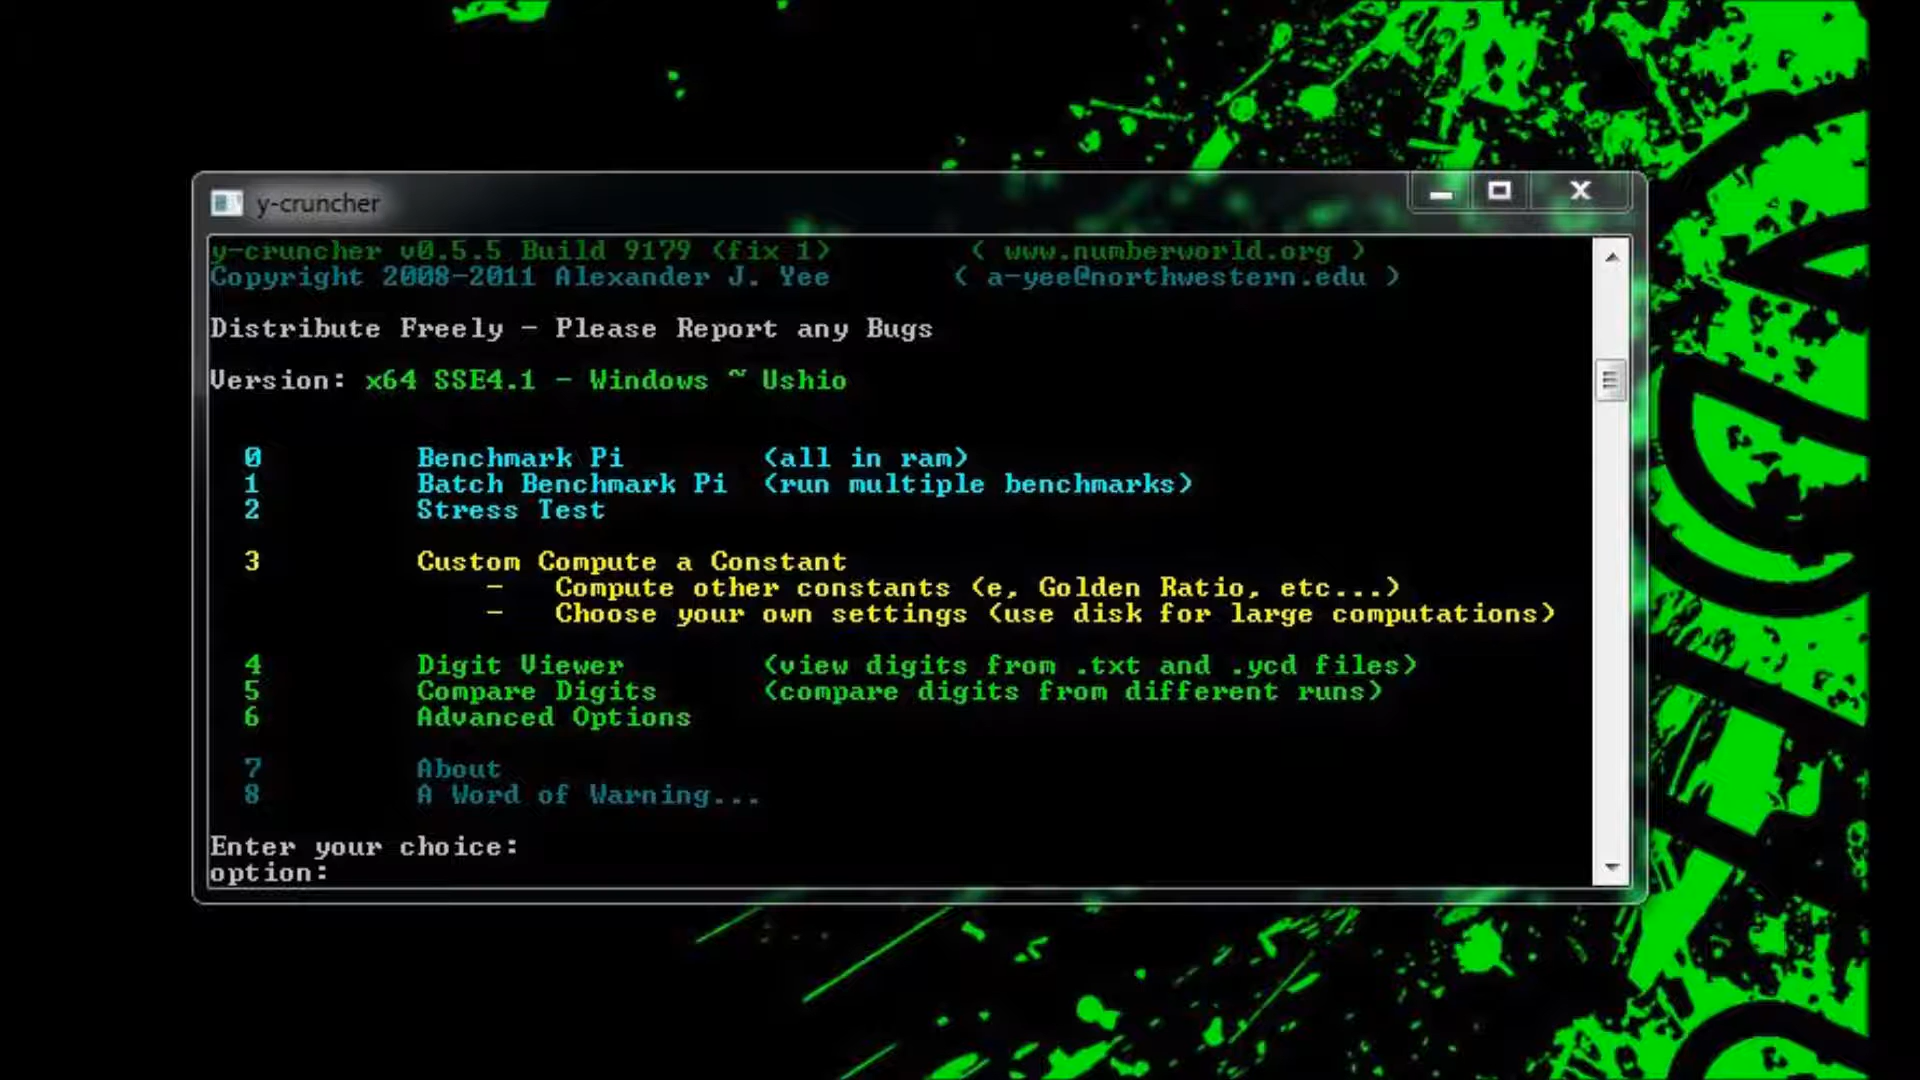 y-cruncher
y-cruncher v0.5.5 Build 9179 (fix 1) ( www.numberworld.org )
Copyright 2008-2011 Alexander J. Yee ( a-yee@northwestern.edu )
Distribute Freely - Please Report any Bugs
Version: x64 SSE4.1 - Windows ~ Ushio
0 Benchmark Pi (all in ram)
1 Batch Benchmark Pi (run multiple benchmarks)
2 Stress Test
3 Custom Compute a Constant
- Compute other constants (e, Golden Ratio, etc...)
- Choose your own settings (use disk for large computations)
4 Digit Viewer (view digits from .txt and .ycd files)
5 Compare Digits (compare digits from different runs)
6 Advanced Options
7 About
8 A Word of Warning...
Enter your choice:
option: